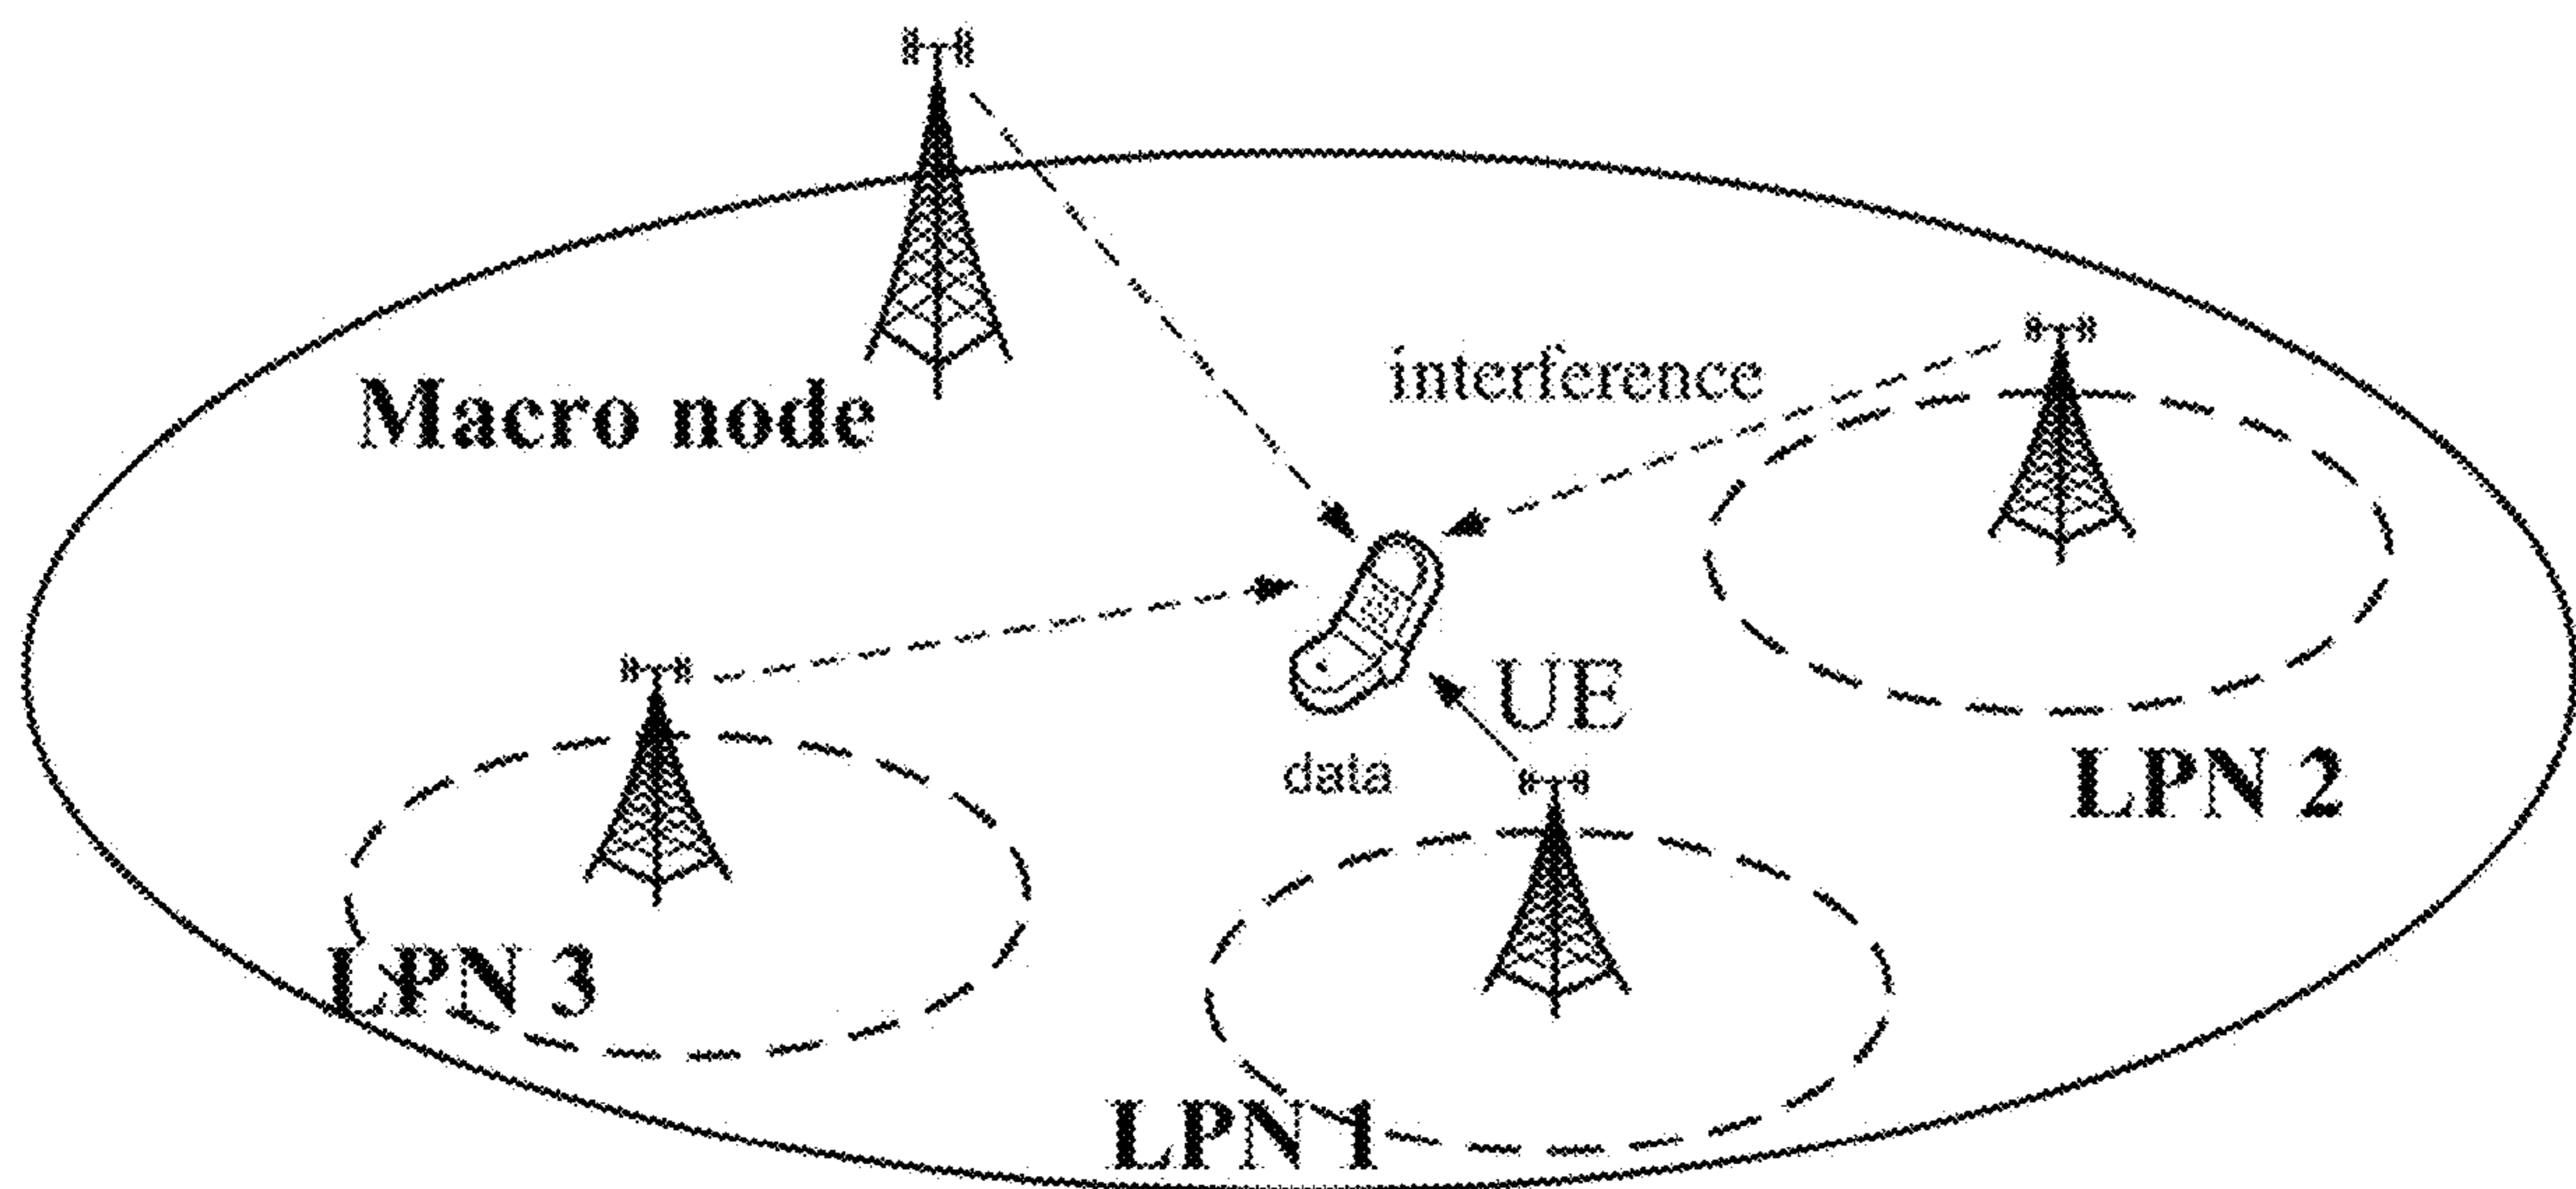 Macro node
interference
UE
data
LPN 2
LPN 3
LPN 1